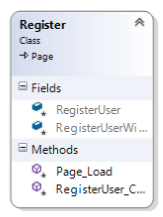 Register
Class
Page
Fields
RegisterUser
RegisterUserWi...
Methods
Page_Load
RegisterUser_C...